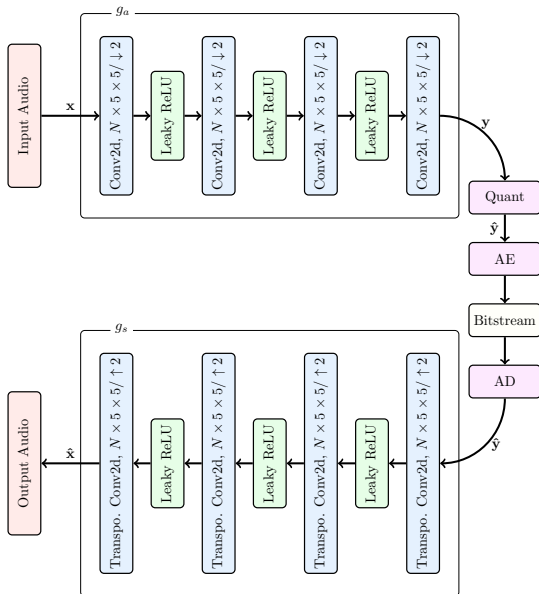 g_a
Input Audio
x
Conv2d, N × 5 × 5/ ↓ 2
Leaky ReLU
Conv2d, N × 5 × 5/ ↓ 2
Leaky ReLU
Conv2d, N × 5 × 5/ ↓ 2
Leaky ReLU
Conv2d, N × 5 × 5/ ↓ 2
y
Quant
ŷ
AE
Bitstream
AD
ŷ
g_s
Transpo. Conv2d, N × 5 × 5/ ↑ 2
Leaky ReLU
Transpo. Conv2d, N × 5 × 5/ ↑ 2
Leaky ReLU
Transpo. Conv2d, N × 5 × 5/ ↑ 2
Leaky ReLU
Transpo. Conv2d, N × 5 × 5/ ↑ 2
x̂
Output Audio